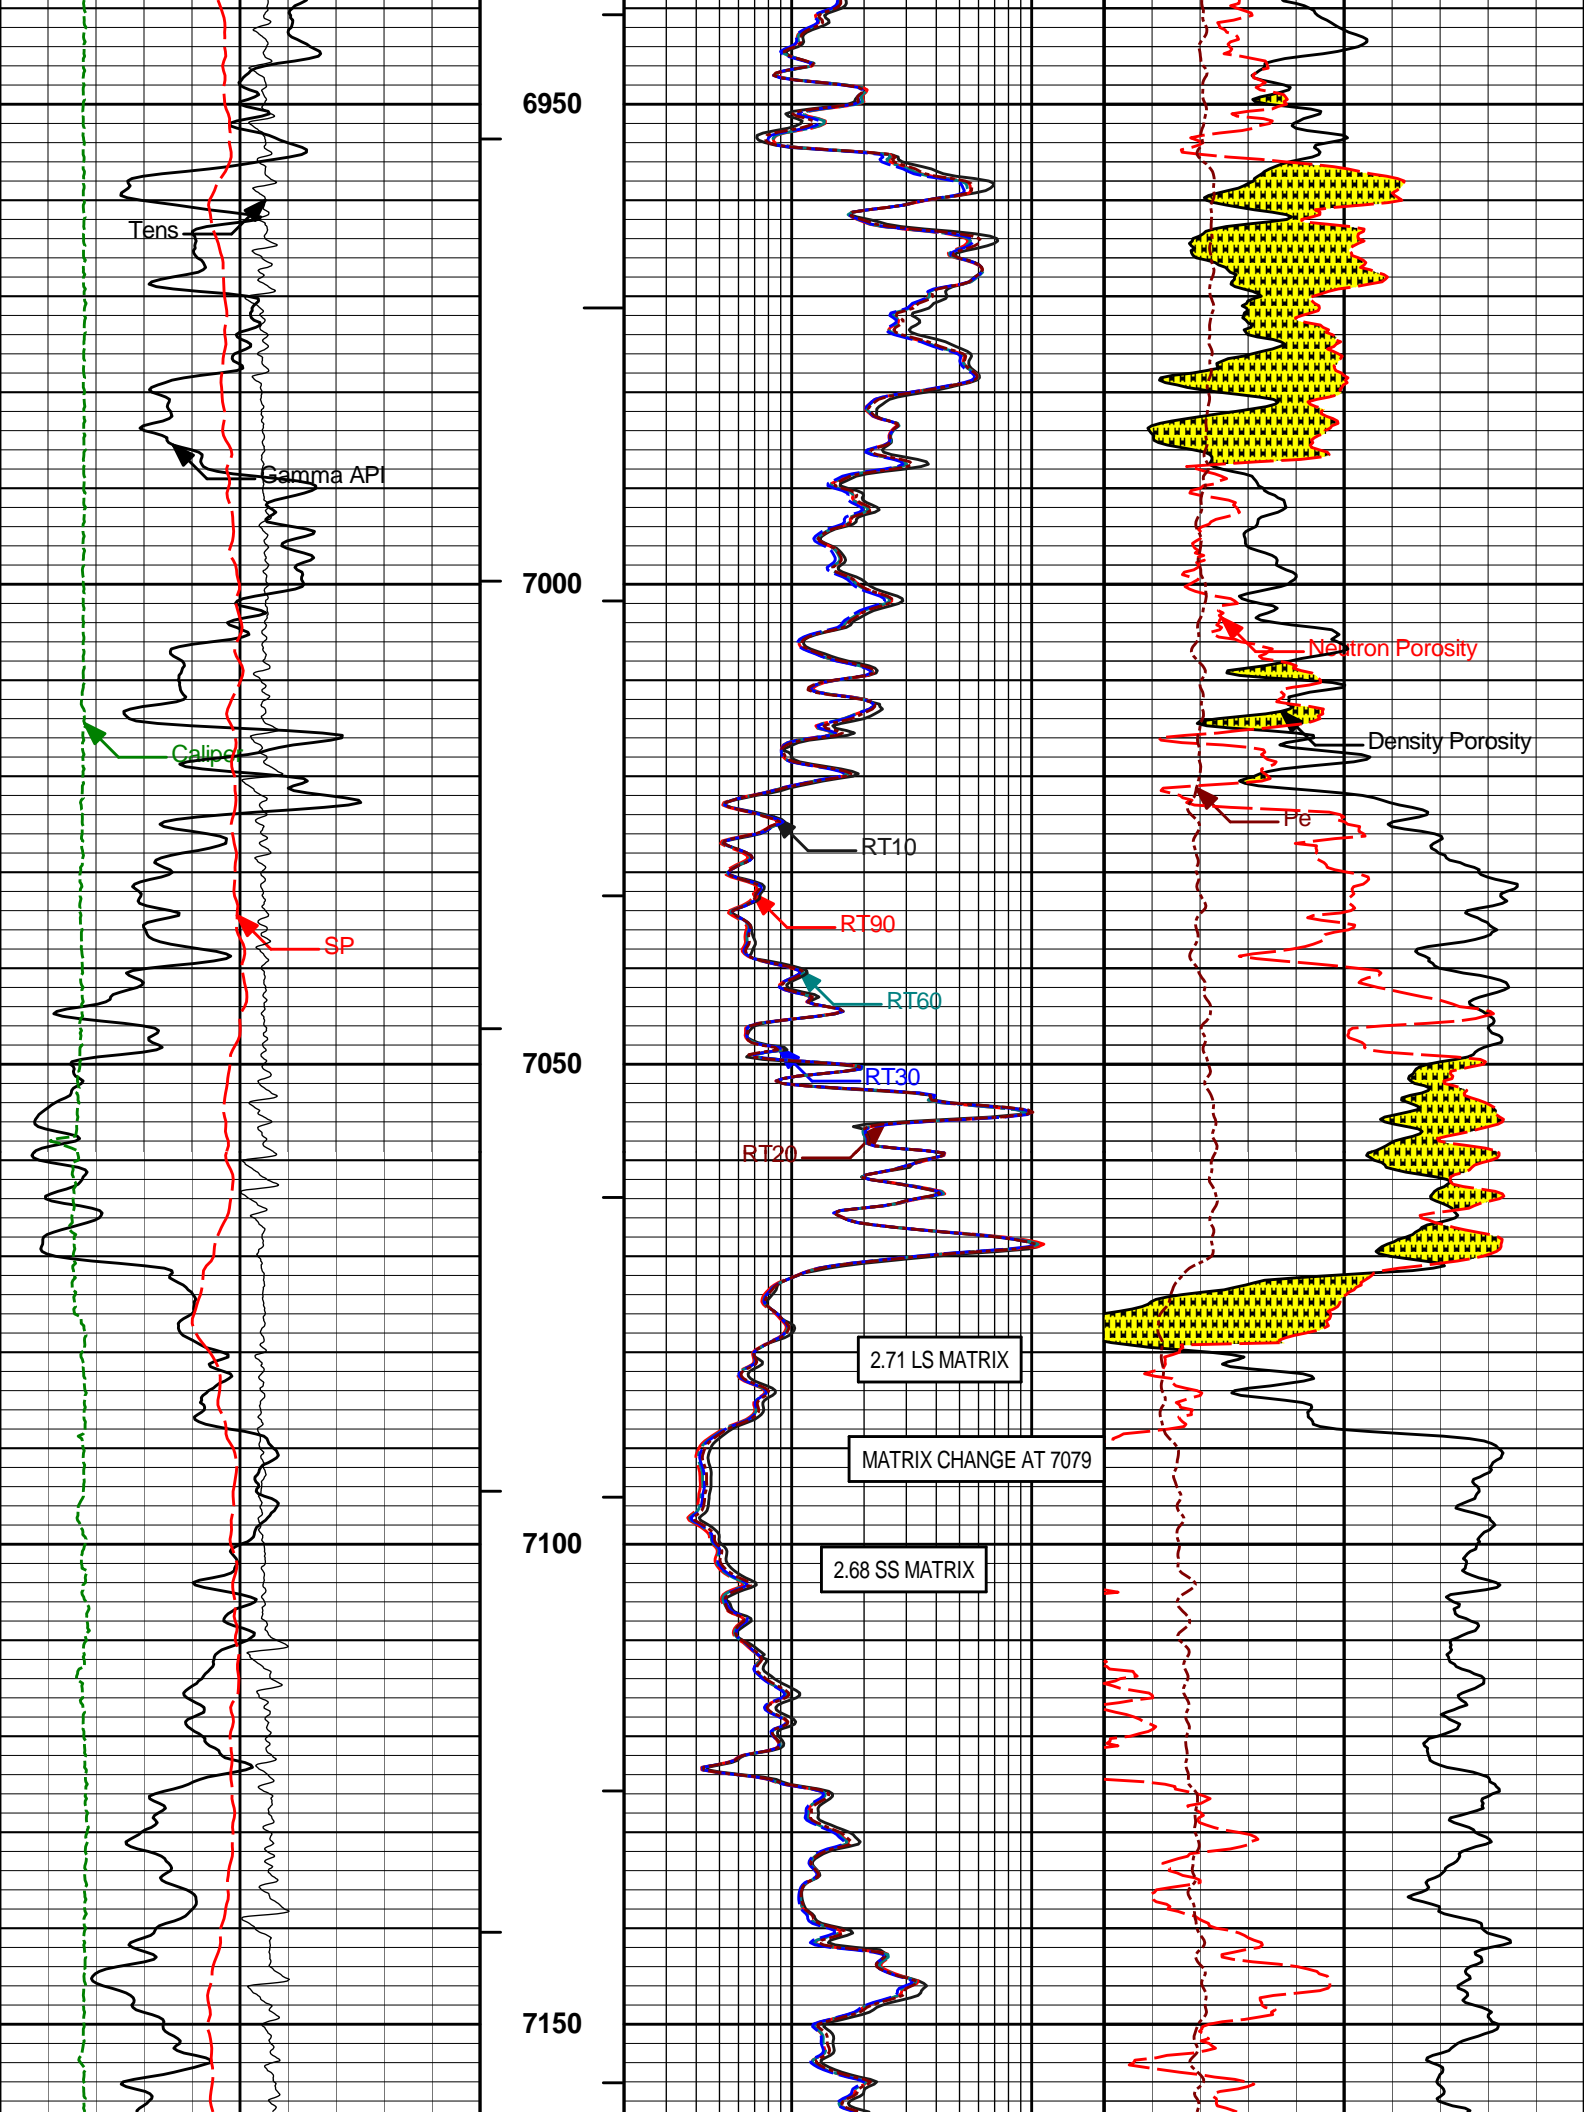 6950
Tens
Gamma API
7000
Neutron Porosity
Density Porosity
Caliper
Pe
RT10
RT90
SP
RT60
7050
RT30
RT20
2.71 LS MATRIX
MATRIX CHANGE AT 7079
7100
2.68 SS MATRIX
7150